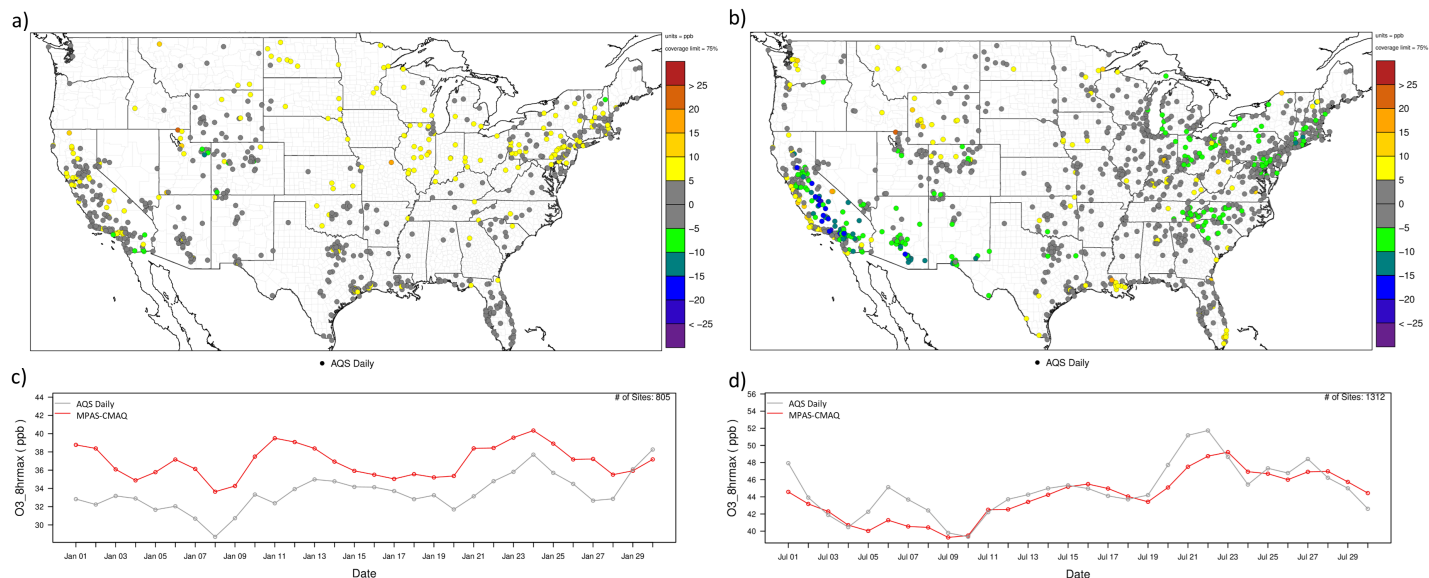 a)
units = ppb
coverage limit = 75%
> 25
25
20
15
10
5
0
−5
−10
−15
−20
−25
< −25
AQS Daily
b)
units = ppb
coverage limit = 75%
> 25
25
20
15
10
5
0
−5
−10
−15
−20
−25
< −25
AQS Daily
c)
# of Sites: 805
AQS Daily
MPAS-CMAQ
O3_8hrmax ( ppb )
44
42
40
38
36
34
32
30
Jan 01 Jan 03 Jan 05 Jan 07 Jan 09 Jan 11 Jan 13 Jan 15 Jan 17 Jan 19 Jan 21 Jan 23 Jan 25 Jan 27 Jan 29
Date
d)
# of Sites: 1312
AQS Daily
MPAS-CMAQ
O3_8hrmax ( ppb )
56
54
52
50
48
46
44
42
40
Jul 01 Jul 03 Jul 05 Jul 07 Jul 09 Jul 11 Jul 13 Jul 15 Jul 17 Jul 19 Jul 21 Jul 23 Jul 25 Jul 27 Jul 29
Date